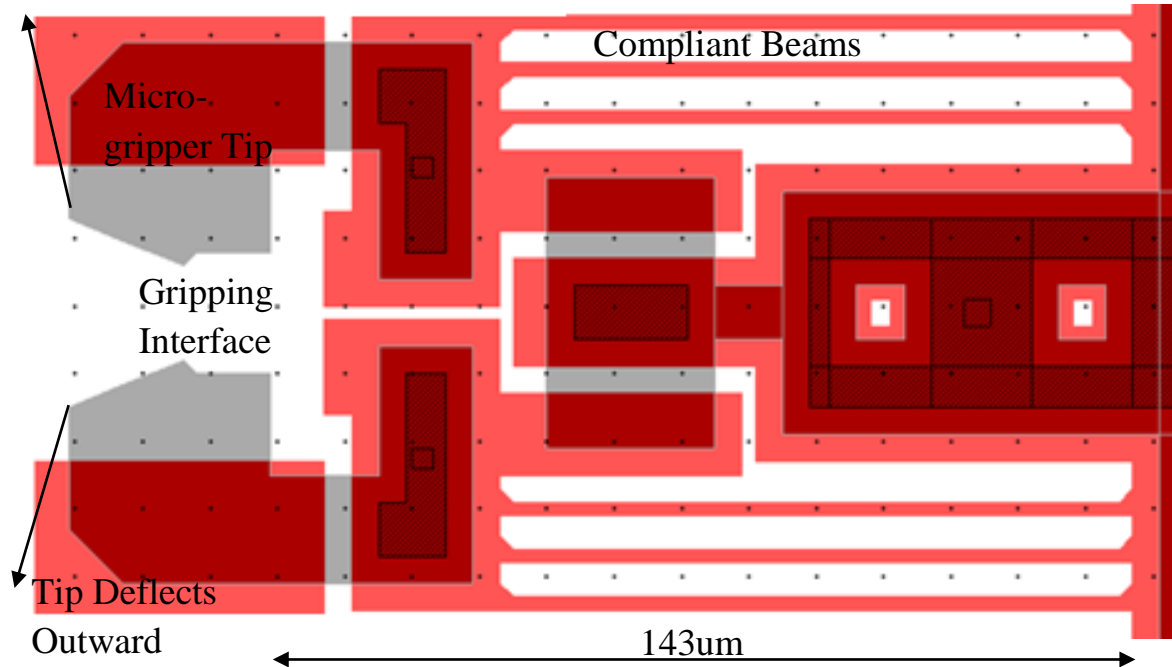 Compliant Beams
Micro-
gripper Tip
Gripping
Interface
Tip Deflects
Outward
143um